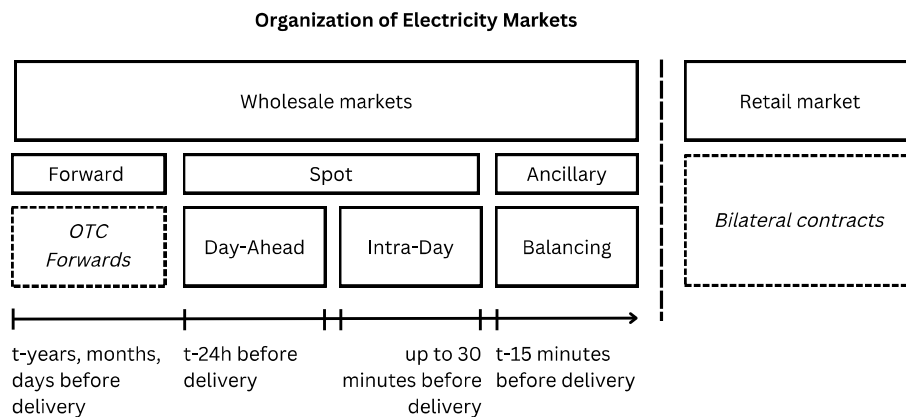 Organization of Electricity Markets
Wholesale markets
Retail market
Forward
Spot
Ancillary
OTC
Forwards
Day-Ahead
Intra-Day
Balancing
Bilateral contracts
t-years, months,
days before
delivery
t-24h before
delivery
up to 30
minutes before
delivery
t-15 minutes
before delivery